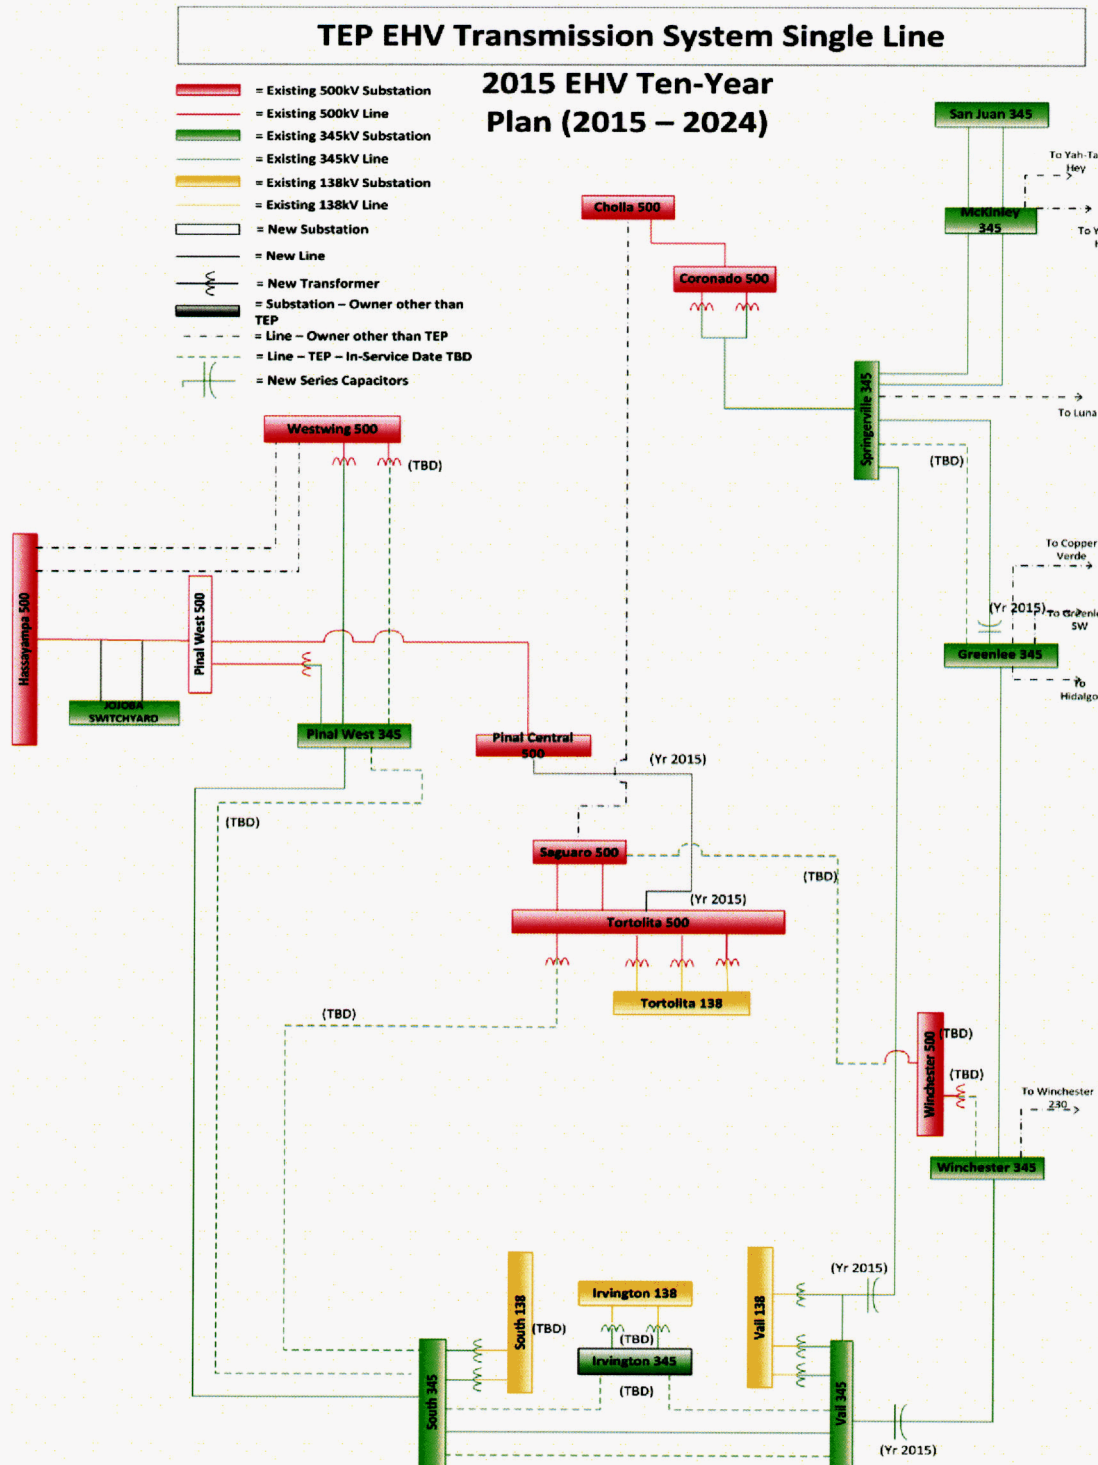 TEP EHV Transmission System Single Line
2015 EHV Ten-Year
Plan (2015 – 2024)
= Existing 500kV Substation
= Existing 500kV Line
= Existing 345kV Substation
= Existing 345kV Line
= Existing 138kV Substation
= Existing 138kV Line
= New Substation
= New Line
= New Transformer
= Substation – Owner other than
TEP
= Line – Owner other than TEP
= Line – TEP – In-Service Date TBD
= New Series Capacitors
San Juan 345
To Yah-Ta
Hey
McKinley
345
To Y
Cholla 500
Coronado 500
Springerville 345
To Luna
(TBD)
Westwing 500
(TBD)
Hassayampa 500
Pinal West 500
JOJOBA
SWITCHYARD
Pinal West 345
Pinal Central
500
(Yr 2015)
To Copper
Verde
(Yr 2015)
To Greenle
SW
Greenlee 345
To
Hidalgo
(TBD)
Saguaro 500
(TBD)
(Yr 2015)
Tortolita 500
Tortolita 138
(TBD)
Winchester 500
(TBD)
(TBD)
To Winchester
230
Winchester 345
South 138
(TBD)
Irvington 138
(TBD)
Irvington 345
(TBD)
Vail 138
(Yr 2015)
South 345
Vail 345
(Yr 2015)